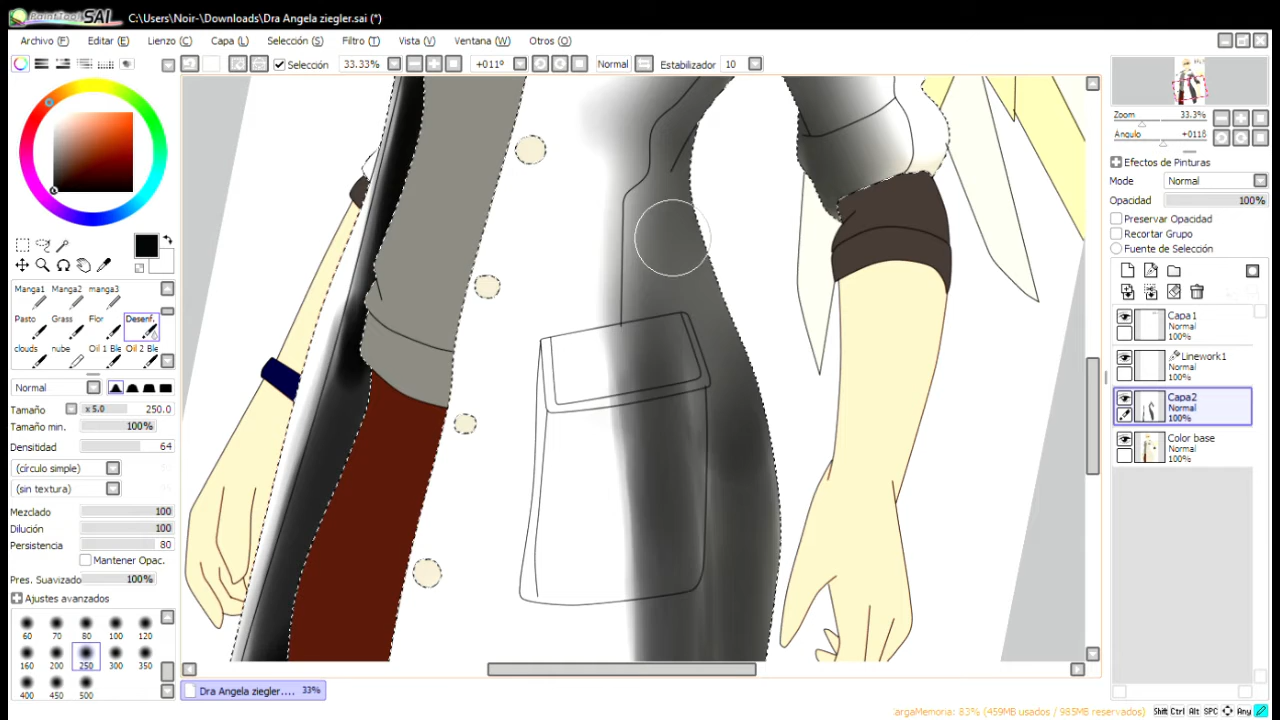 PaintTool SAI C:\Users\Noir-\Downloads\Dra Angela ziegler.sai (*)
Archivo (F) Editar (E) Lienzo (C) Capa (L) Selección (S) Filtro (T) Vista (V) Ventana (W) Otros (O)
Selección 33.33% +011º Normal Estabilizador 10
Zoom 33.3%
Ángulo +0118
Efectos de Pinturas
Modo Normal
Opacidad 100%
Preservar Opacidad
Recortar Grupo
Fuente de Selección
Manga1 Manga2 manga3
Pasto Grass Flor Desenf.
clouds nube Oil 1 Ble Oil 2 Ble
Normal
Tamaño x 5.0 250.0
Tamaño min. 100%
Densitidad 64
(círculo simple)
(sin textura)
Mezclado 100
Dilución 100
Persistencia 80
Mantener Opac.
Pres. Suavizado 100%
Ajustes avanzados
60 70 80 100 120
160 200 250 300 350
400 450 500
Capa1
Normal
100%
Linework1
Normal
100%
Capa2
Normal
100%
Color base
Normal
100%
Dra Angela ziegler.... 33%
argaMemoria: 83% (459MB usados / 985MB reservados) Shift Ctrl Alt SPC Any